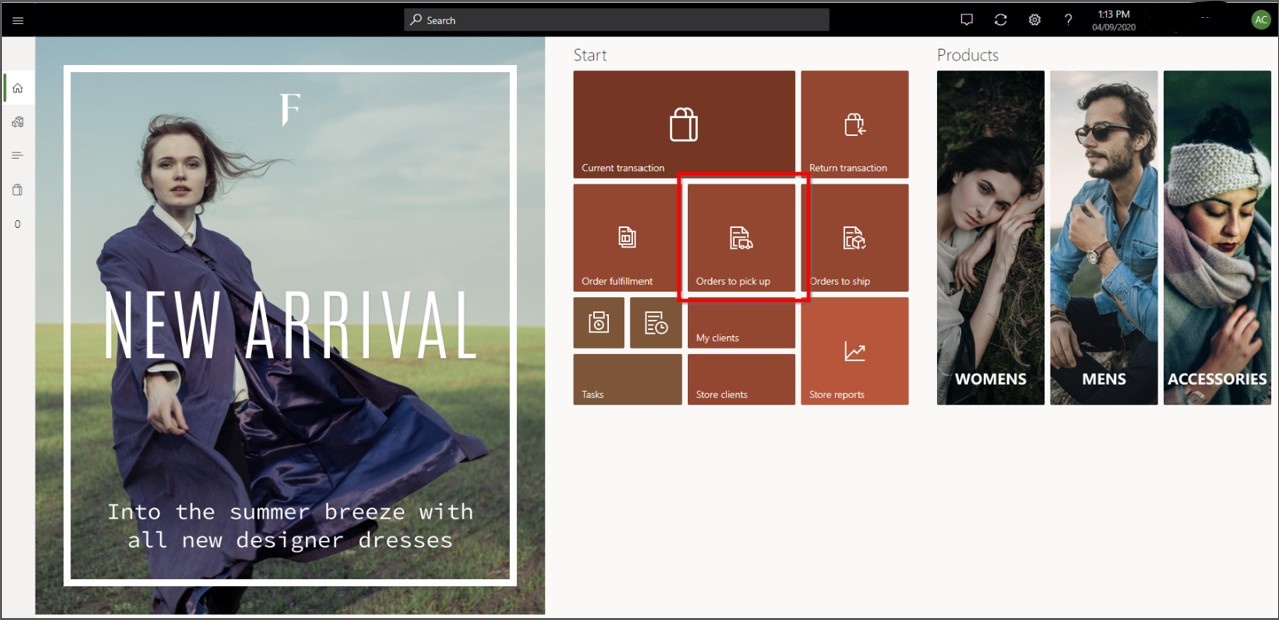 Search
1:13 PM
04/09/2020
AC
0
F
NEW ARRIVAL
Into the summer breeze with
all new designer dresses
Start
Current transaction
Return transaction
Order fulfillment
Orders to pick up
Orders to ship
My clients
Tasks
Store clients
Store reports
Products
WOMENS
MENS
ACCESSORIES